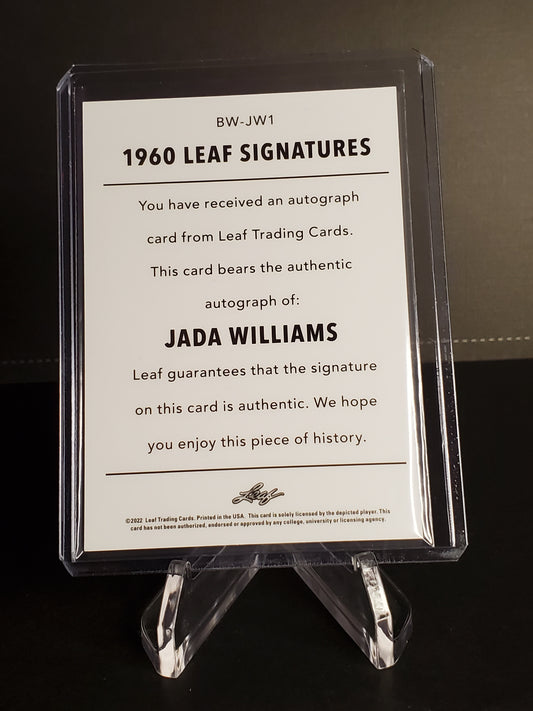 BW-JW1
1960 LEAF SIGNATURES
You have received an autograph
card from Leaf Trading Cards.
This card bears the authentic
autograph of:
JADA WILLIAMS
Leaf guarantees that the signature
on this card is authentic. We hope
you enjoy this piece of history.
Leaf
©2022 Leaf Trading Cards. Printed in the USA. This card is solely licensed by the depicted player. This
card has not been authorized, endorsed or approved by any college, university or licensing agency.